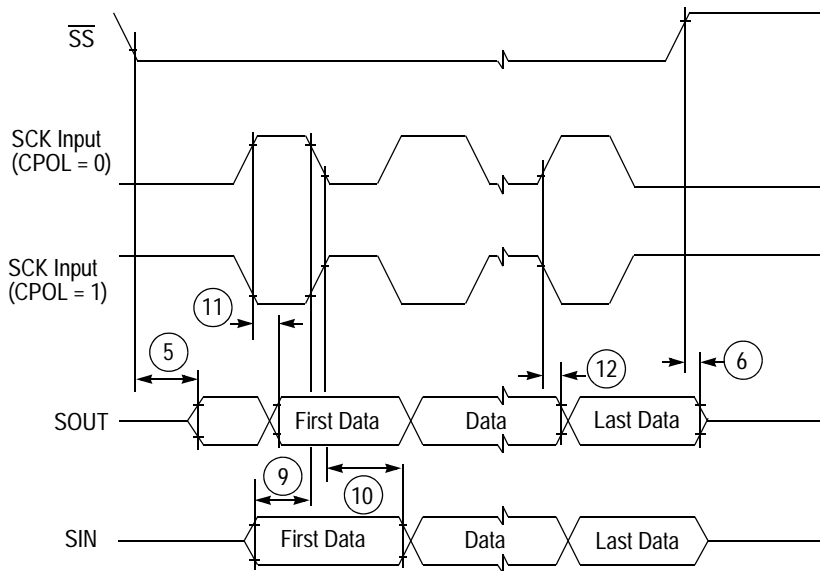 SS
SCK Input
(CPOL = 0)
SCK Input
(CPOL = 1)
11
5
12
6
SOUT
First Data
Data
Last Data
9
10
SIN
First Data
Data
Last Data